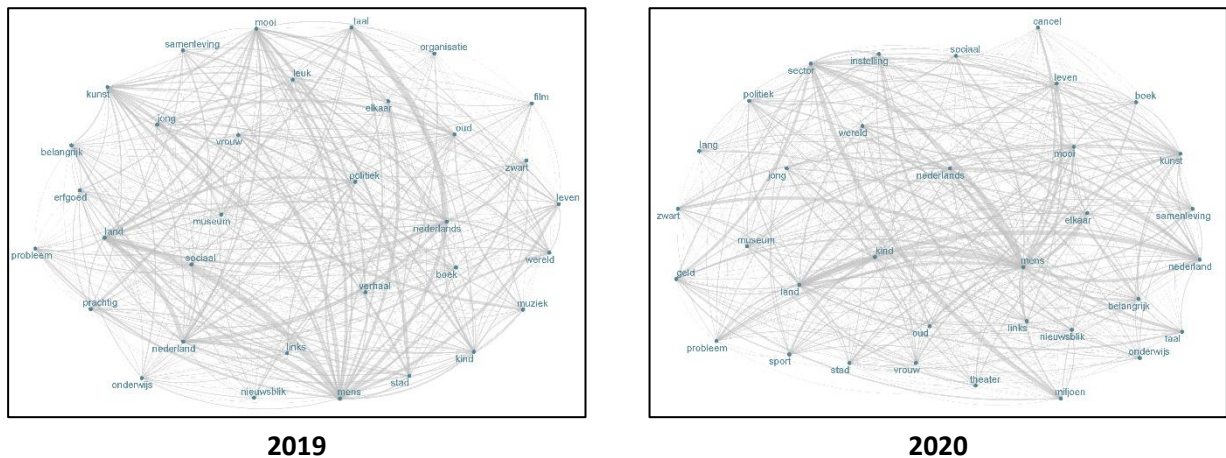 mooi
taal
samenleving
organisatie
leuk
kunst
elkaar
film
jong
vrouw
oud
belangrijk
zwart
politiek
erfgoed
leven
museum
nederlands
land
probleem
sociaal
wereld
boek
verhaal
prachtig
muziek
nederland
links
kind
onderwijs
nieuwsblik
mens
stad
2019
cancel
sociaal
instelling
sector
leven
politiek
boek
wereld
lang
mooi
kunst
jong
nederlands
zwart
samenleving
elkaar
museum
kind
mens
nederland
geld
land
belangrijk
oud
links
nieuwsblik
taal
probleem
sport
stad
vrouw
theater
onderwijs
miljoen
2020